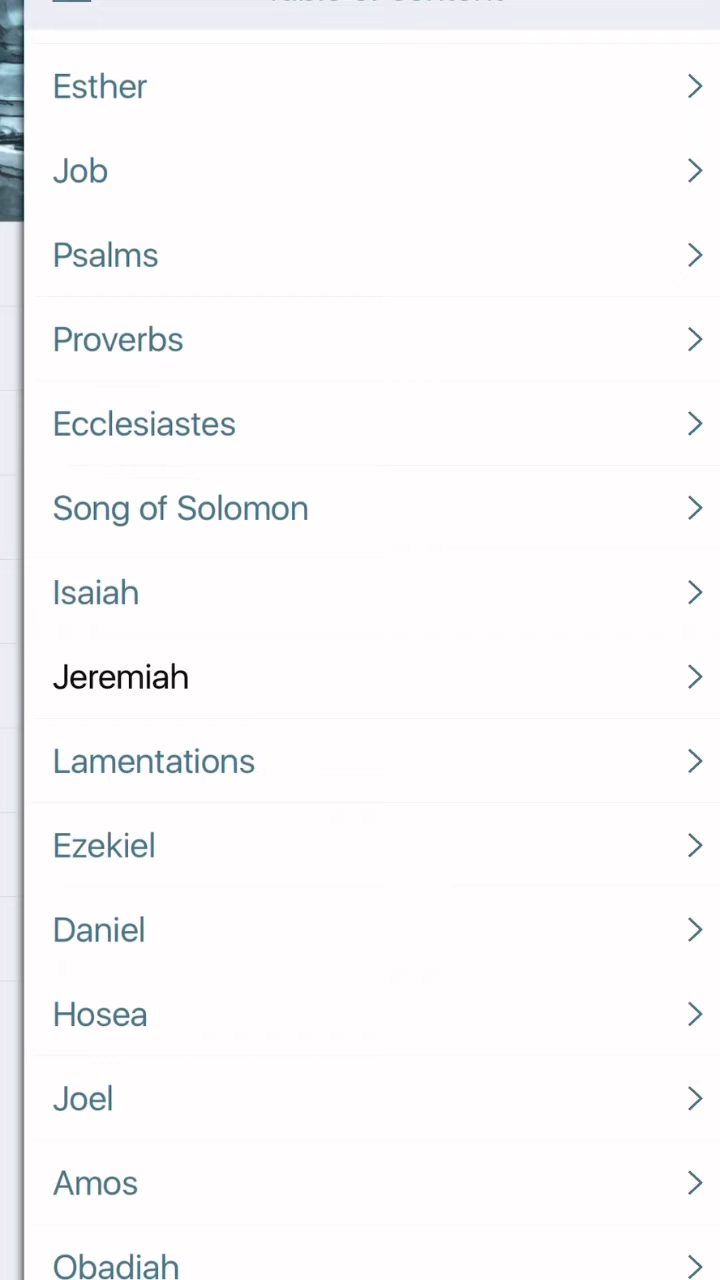 Esther
Job
Psalms
Proverbs
Ecclesiastes
Song of Solomon
Isaiah
Jeremiah
Lamentations
Ezekiel
Daniel
Hosea
Joel
Amos
Obadiah